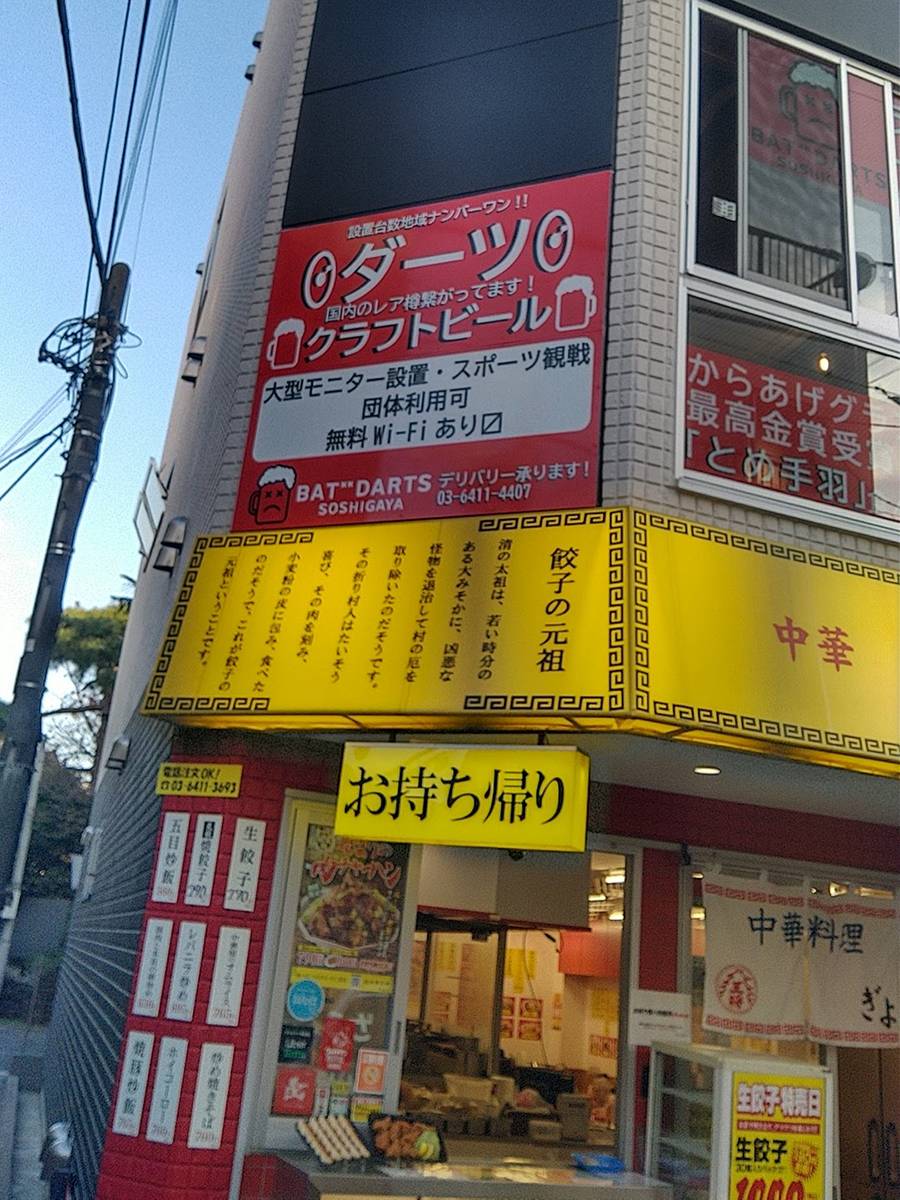 設置台数地域ナンバーワン!!
ダーツ
国内のレア樽繋がってます!
クラフトビール
大型モニター設置・スポーツ観戦
団体利用可
無料 Wi-Fi あり☑
BAT DARTS
SOSHIGAYA
デリバリー承ります!
03-6411-4407
BAT
DARTS
SOSHIGAYA
からあげグ
最高金賞受
「とめ手羽」
餃子の元祖
清の太祖は、若い時分の
ある大みそかに、凶悪な
怪物を退治して村の厄を
取り除いたのだそうです。
その折り村人はたいそう
喜び、その肉を刻み、
小麦粉の皮に包み、食べた
のだそうで、これが餃子の
元祖ということです。
中華
お持ち帰り
電話注文OK!
03-6411-3693
生餃子
270
焼餃子
290
五目炒飯
レバニラ炒め
炒め焼きそば
ホイコーロー
焼豚炒飯
中華料理
王将
ぎょ
生餃子特売日
生餃子